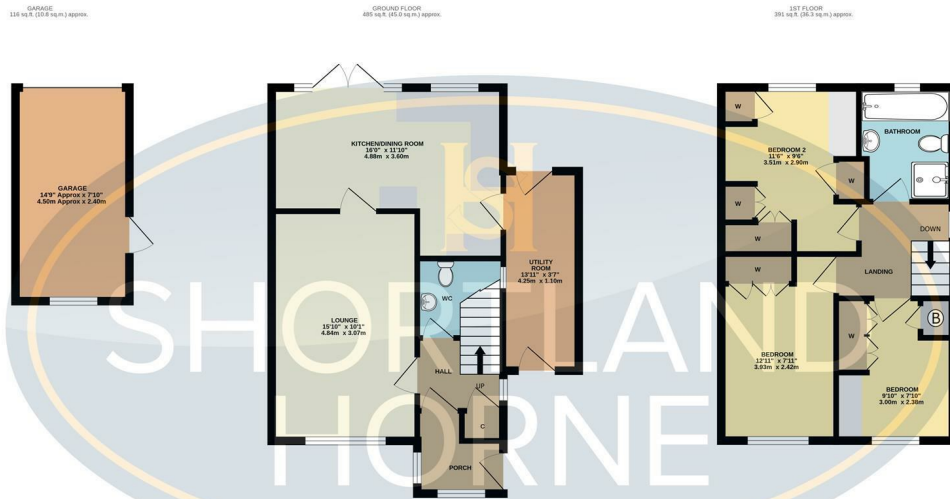 GARAGE
116 sq.ft. (10.8 sq.m.) approx.
GROUND FLOOR
485 sq.ft. (45.0 sq.m.) approx.
1ST FLOOR
391 sq.ft. (36.3 sq.m.) approx.
GARAGE
14'9" Approx x 7'10"
4.50m Approx x 2.40m
KITCHEN/DINING ROOM
16'0" x 11'10"
4.88m x 3.60m
LOUNGE
15'10" x 10'1"
4.84m x 3.07m
WC
HALL
UP
C
PORCH
UTILITY
ROOM
13'11" x 3'7"
4.25m x 1.10m
W
BEDROOM 2
11'6" x 9'6"
3.51m x 2.90m
W
W
W
BATHROOM
DOWN
LANDING
W
BEDROOM
12'11" x 7'11"
3.93m x 2.42m
W
B
BEDROOM
9'10" x 7'10"
3.00m x 2.38m
SH
SHORTLAND
HORNE